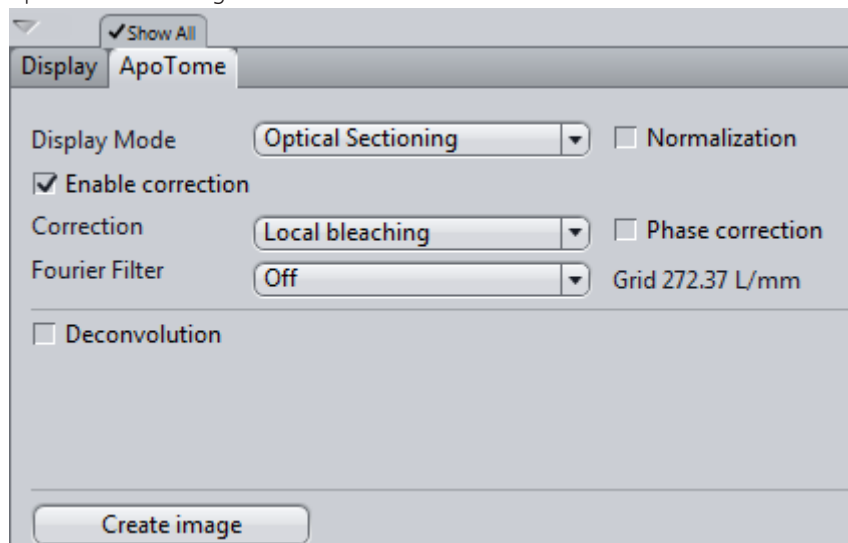 Show All
Display ApoTome
Display Mode Optical Sectioning Normalization
Enable correction
Correction Local bleaching Phase correction
Fourier Filter Off Grid 272.37 L/mm
Deconvolution
Create image